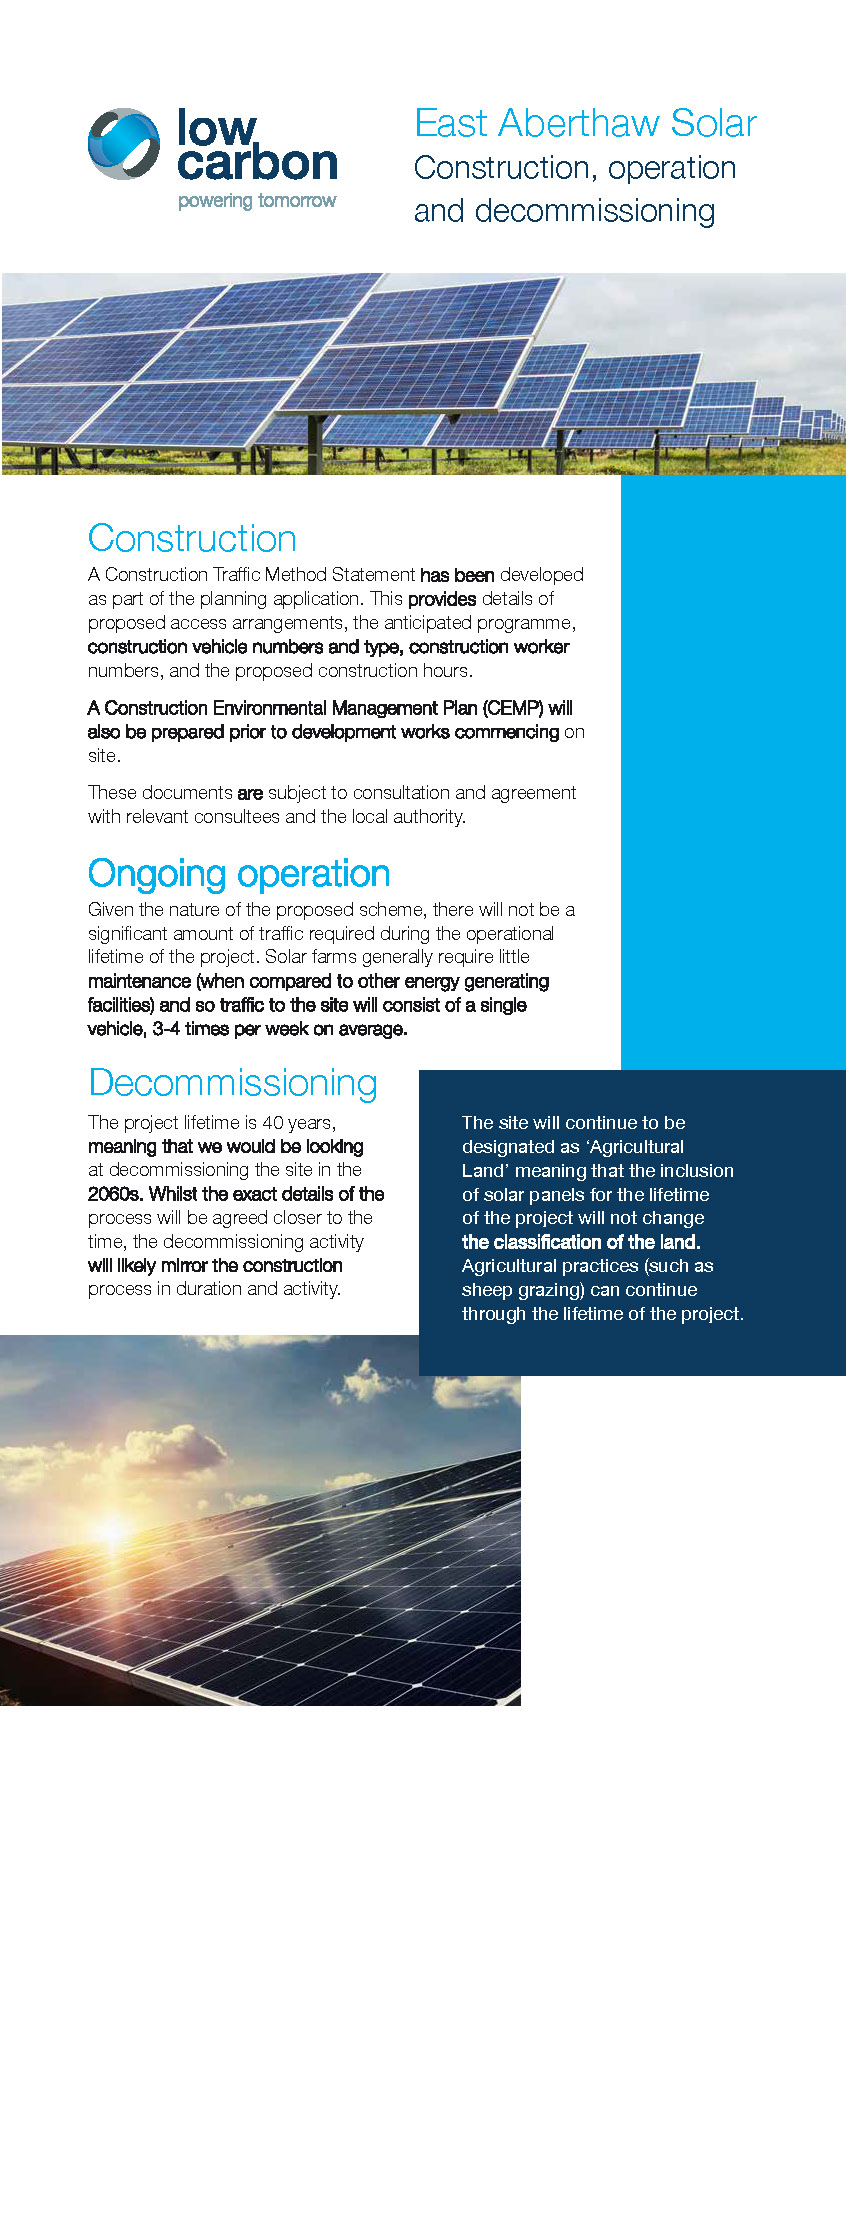 low
carbon
powering tomorrow
East Aberthaw Solar
Construction, operation
and decommissioning
Construction
A Construction Traffic Method Statement has been developed
as part of the planning application. This provides details of
proposed access arrangements, the anticipated programme,
construction vehicle numbers and type, construction worker
numbers, and the proposed construction hours.
A Construction Environmental Management Plan (CEMP) will
also be prepared prior to development works commencing on
site.
These documents are subject to consultation and agreement
with relevant consultees and the local authority.
Ongoing operation
Given the nature of the proposed scheme, there will not be a
significant amount of traffic required during the operational
lifetime of the project. Solar farms generally require little
maintenance (when compared to other energy generating
facilities) and so traffic to the site will consist of a single
vehicle, 3-4 times per week on average.
Decommissioning
The project lifetime is 40 years,
meaning that we would be looking
at decommissioning the site in the
2060s. Whilst the exact details of the
process will be agreed closer to the
time, the decommissioning activity
will likely mirror the construction
process in duration and activity.
The site will continue to be
designated as ‘Agricultural
Land’ meaning that the inclusion
of solar panels for the lifetime
of the project will not change
the classification of the land.
Agricultural practices (such as
sheep grazing) can continue
through the lifetime of the project.